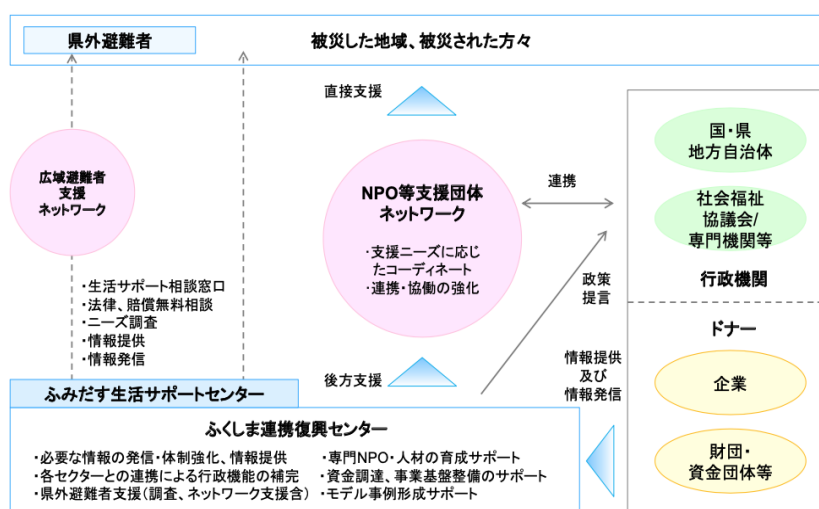 県外避難者
被災した地域、被災された方々
直接支援
広域避難者
支援
ネットワーク
NPO等支援団体
ネットワーク
・支援ニーズに応じ
たコーディネート
・連携・協働の強化
連携
国・県
地方自治体
社会福祉
協議会/
専門機関等
行政機関
政策
提言
・生活サポート相談窓口
・法律、賠償無料相談
・ニーズ調査
・情報提供
・情報発信
ドナー
企業
財団・
資金団体等
情報提供
及び
情報発信
後方支援
ふみだす生活サポートセンター
ふくしま連携復興センター
・必要な情報の発信・体制強化、情報提供
・各セクターとの連携による行政機能の補完
・県外避難者支援(調査、ネットワーク支援含)
・専門NPO・人材の育成サポート
・資金調達、事業基盤整備のサポート
・モデル事例形成サポート